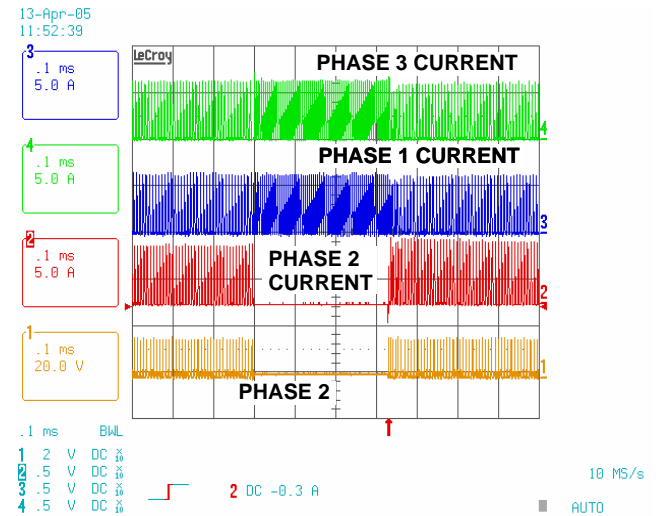 13-Apr-05
11:52:39
3
.1 ms
5.0 A
4
.1 ms
5.0 A
2
.1 ms
5.0 A
1
.1 ms
20.0 V
LeCroy
PHASE 3 CURRENT
4
PHASE 1 CURRENT
3
PHASE 2
CURRENT
2
1
PHASE 2
.1 ms BWL
1 2 V DC X10
2 .5 V DC X10
3 .5 V DC X10
4 .5 V DC X10
2 DC -0.3 A
10 MS/s
AUTO